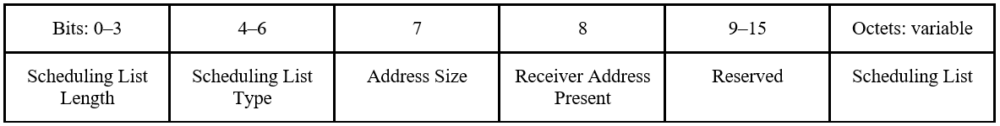 Bits: 0–3 4–6 7 8 9–15 Octets: variable
Scheduling List Length Scheduling List Type Address Size Receiver Address Present Reserved Scheduling List